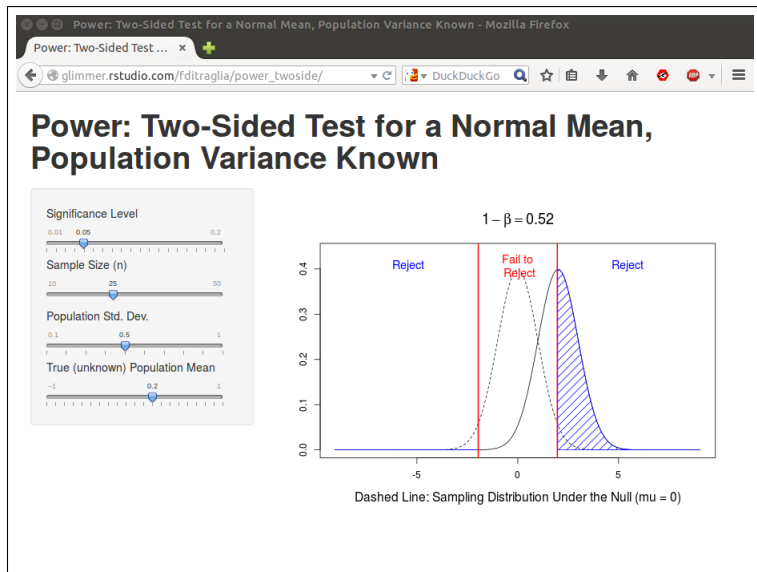 Power: Two-Sided Test for a Normal Mean, Population Variance Known - Mozilla Firefox
Power: Two-Sided Test ... ×
glimmer.rstudio.com/fditraglia/power_twoside/
DuckDuckGo
ABP
Power: Two-Sided Test for a Normal Mean,
Population Variance Known
Significance Level
0.01 0.05 0.2
Sample Size (n)
10 25 50
Population Std. Dev.
0.1 0.5 1
True (unknown) Population Mean
−1 0.2 1
1 − β = 0.52
Reject
Fail to
Reject
Reject
0.4
0.3
0.2
0.1
0.0
-5 0 5
Dashed Line: Sampling Distribution Under the Null (mu = 0)